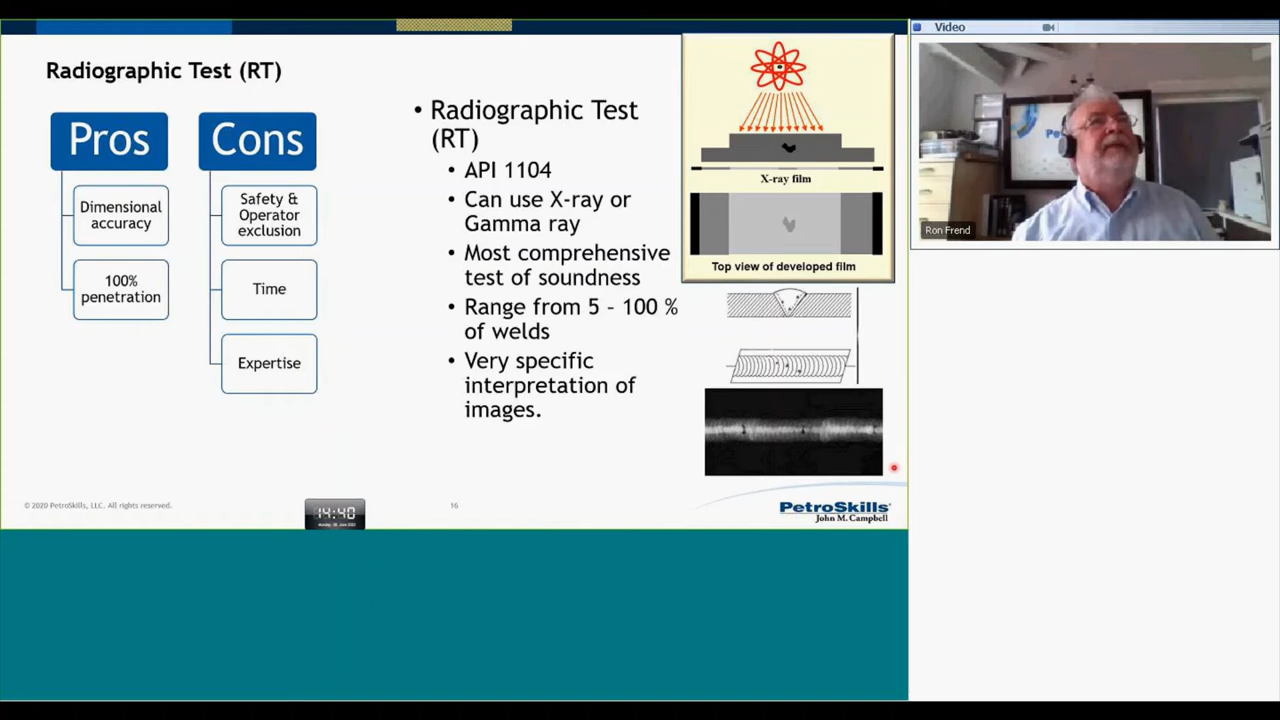 Radiographic Test (RT)
Pros
Dimensional
accuracy
100%
penetration
Cons
Safety &
Operator
exclusion
Time
Expertise
• Radiographic Test
(RT)
• API 1104
• Can use X-ray or
Gamma ray
• Most comprehensive
test of soundness
• Range from 5 – 100 %
of welds
• Very specific
interpretation of
images.
X-ray film
Top view of developed film
© 2020 PetroSkills, LLC. All rights reserved.
14:40
16
PetroSkills
John M. Campbell
Video
Ron Frend